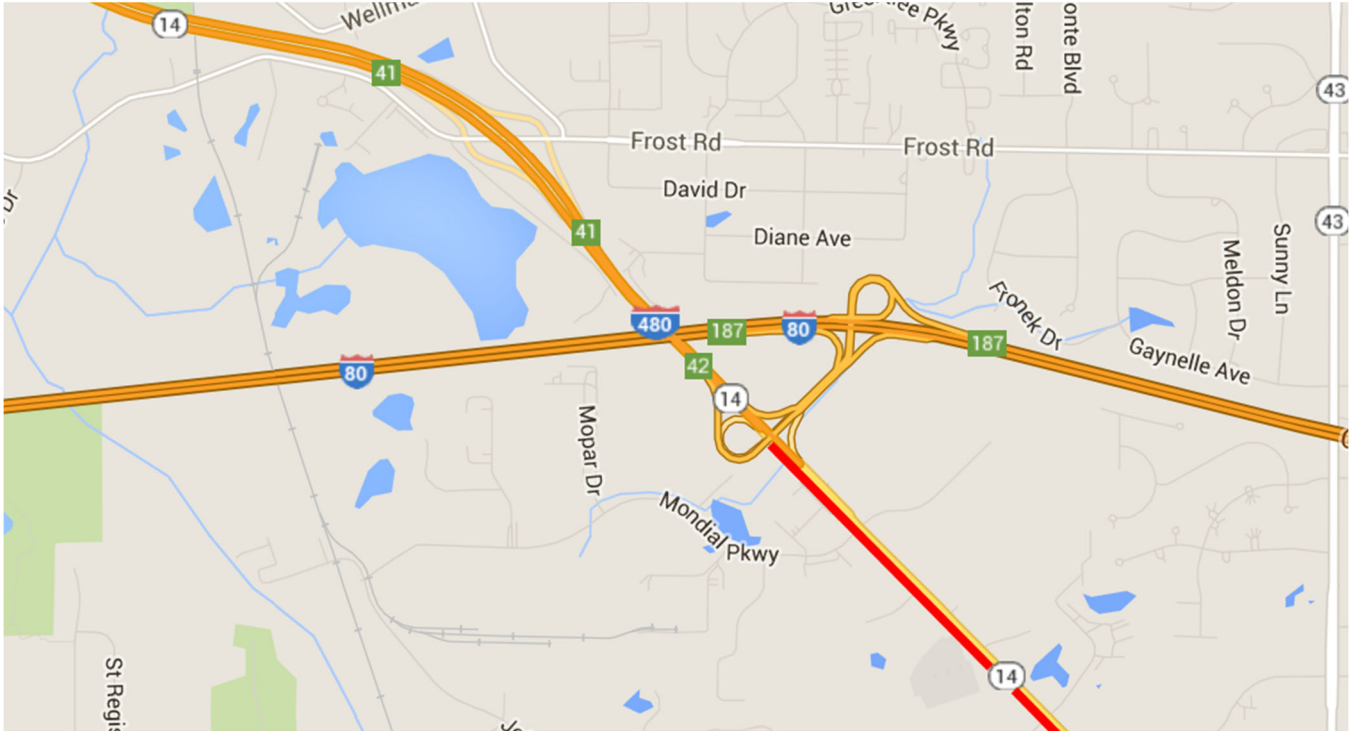 14
Wellm
Greenlee Pkwy
lton Rd
onte Blvd
41
43
Frost Rd
Frost Rd
Dr
David Dr
41
Diane Ave
43
Meldon Dr
Sunny Ln
480
187
80
Fronek Dr
187
Gaynelle Ave
80
42
14
Mopar Dr
Mondial Pkwy
14
St Regis